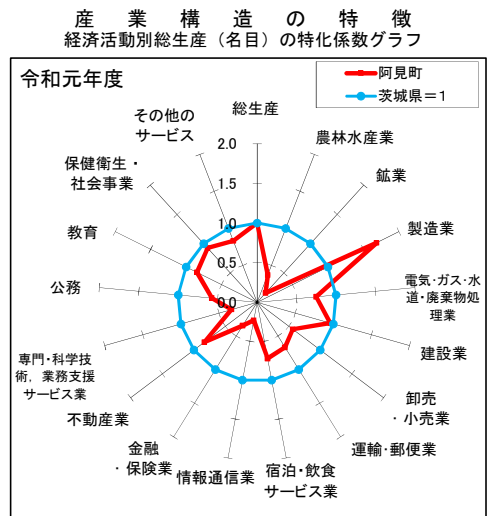 産業構造の特徴
経済活動別総生産（名目）の特化係数グラフ
令和元年度
阿見町
茨城県＝1
総生産
農林水産業
鉱業
製造業
電気･ガス･水
道･廃棄物処
理業
建設業
卸売
・小売業
運輸･郵便業
宿泊・飲食
サービス業
情報通信業
金融
・保険業
不動産業
専門・科学技
術，業務支援
サービス業
公務
教育
保健衛生・
社会事業
その他の
サービス
2.0
1.5
1.0
0.5
0.0